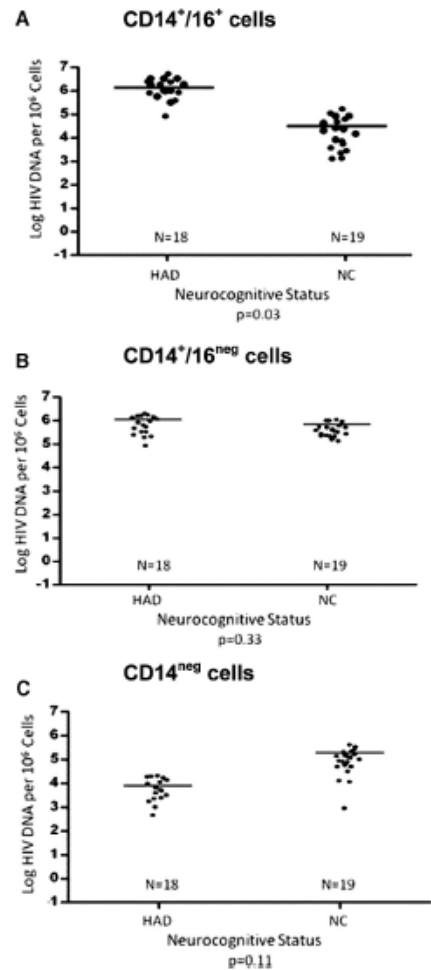 A CD14⁺/16⁺ cells
Log HIV DNA per 10⁶ Cells
7
6
5
4
3
2
1
0
-1
N=18 N=19
HAD NC
Neurocognitive Status
p=0.03
B CD14⁺/16ⁿᵉᵍ cells
Log HIV DNA per 10⁶ Cells
7
6
5
4
3
2
1
0
-1
N=18 N=19
HAD NC
Neurocognitive Status
p=0.33
C CD14ⁿᵉᵍ cells
Log HIV DNA per 10⁶ Cells
7
6
5
4
3
2
1
0
-1
N=18 N=19
HAD NC
Neurocognitive Status
p=0.11